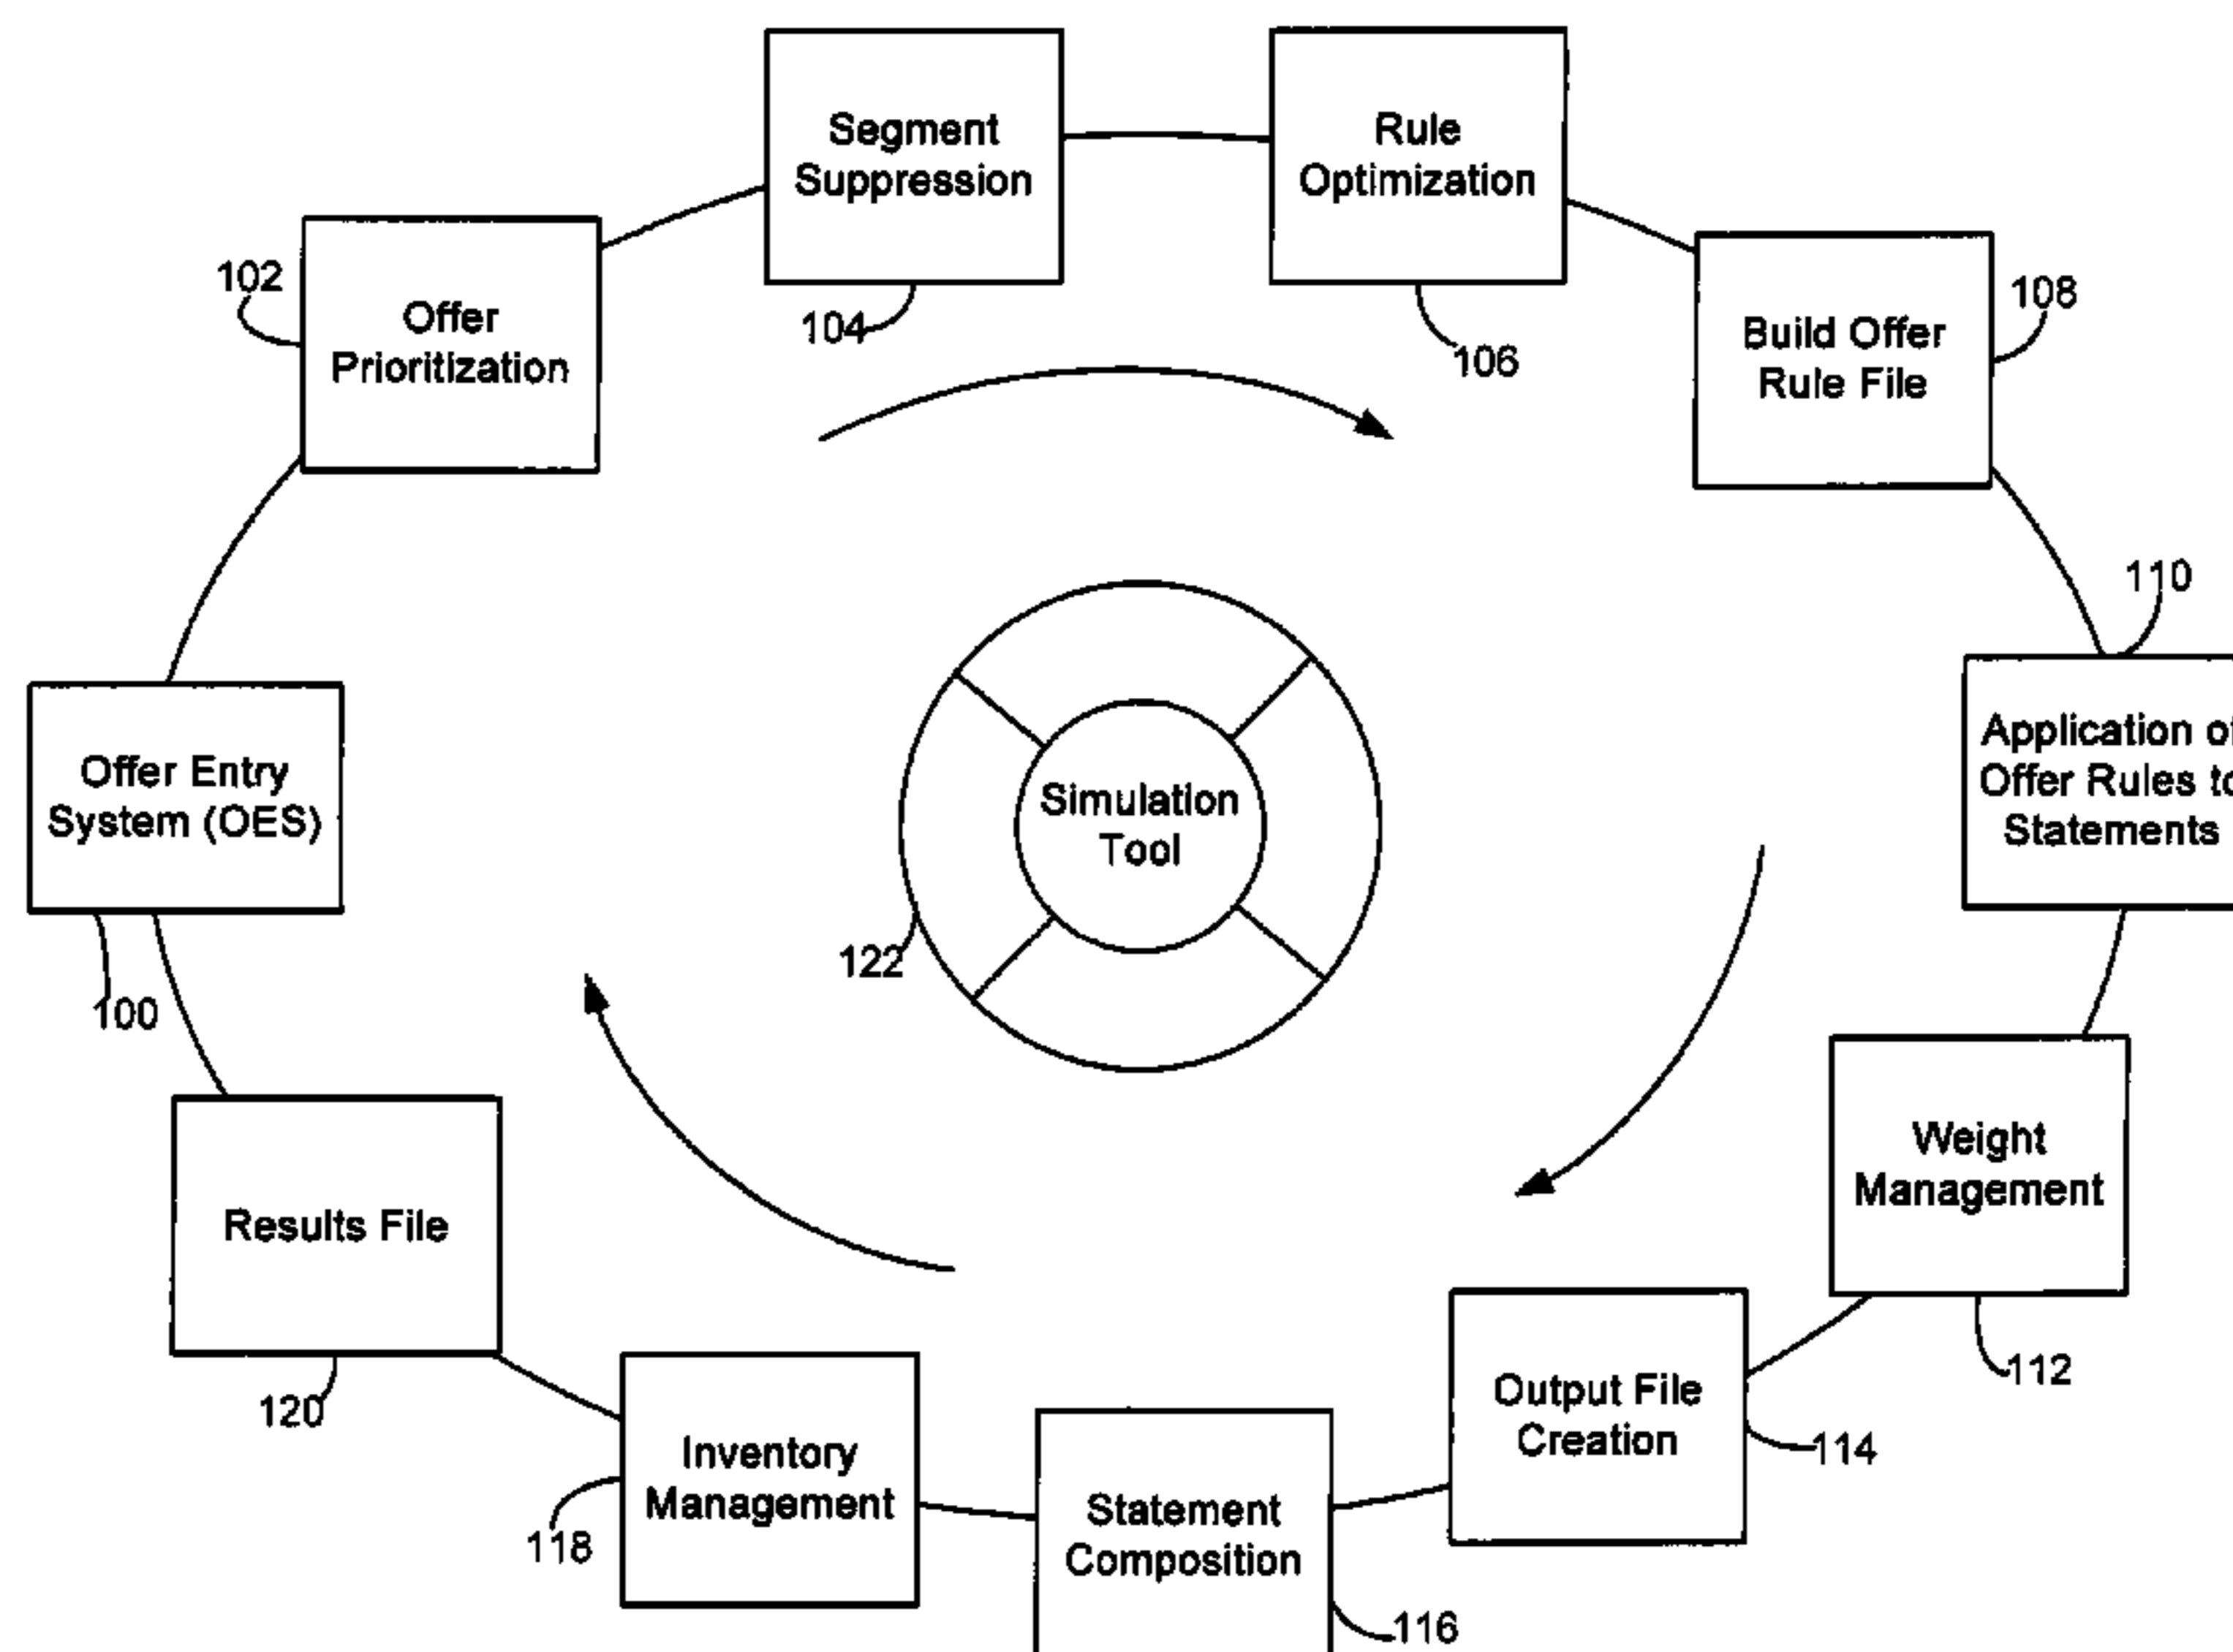 Segment
Suppression
104
Rule
Optimization
106
102
Offer
Prioritization
108
Build Offer
Rule File
110
Application of
Offer Rules to
Statements
Offer Entry
System (OES)
100
Simulation
Tool
122
Weight
Management
112
Results File
120
Output File
Creation
114
Inventory
Management
118
Statement
Composition
116